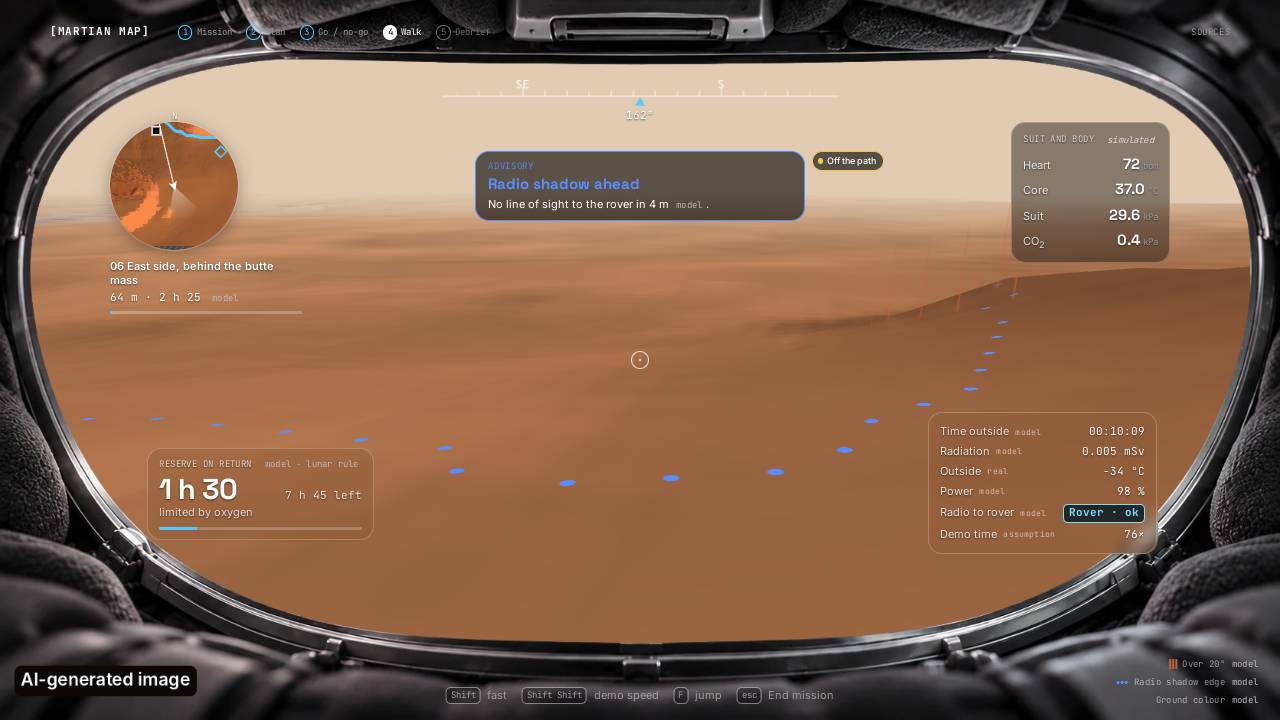 [MARTIAN MAP]
1 Mission
2 Plan
3 Go / no-go
4 Walk
5 Debrief
SOURCES
SE
S
162°
N
ADVISORY
Radio shadow ahead
No line of sight to the rover in 4 m model .
Off the path
SUIT AND BODY simulated
Heart 72 bpm
Core 37.0 °C
Suit 29.6 kPa
CO2 0.4 kPa
06 East side, behind the butte
mass
64 m · 2 h 25 model
RESERVE ON RETURN model · lunar rule
1 h 30 7 h 45 left
limited by oxygen
Time outside model 00:10:09
Radiation model 0.005 mSv
Outside real -34 °C
Power model 98 %
Radio to rover model Rover · ok
Demo time assumption 76×
AI-generated image
Shift fast Shift Shift demo speed F jump esc End mission
Over 20° model
Radio shadow edge model
Ground colour model